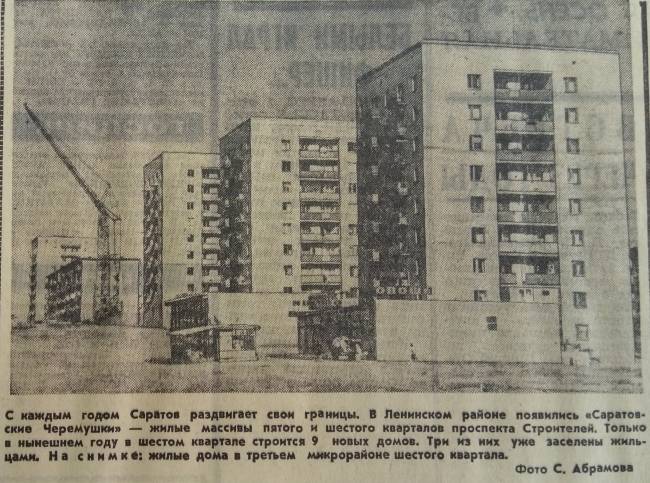 БЕЛЫМИ ИГРАЛ
С каждым годом Саратов раздвигает свои границы. В Ленинском районе появились «Саратов-
ские Черемушки» — жилые массивы пятого и шестого кварталов проспекта Строителей. Только
в нынешнем году в шестом квартале строится 9 новых домов. Три из них уже заселены жиль-
цами. На снимке: жилые дома в третьем микрорайоне шестого квартала.
Фото С. Абрамова